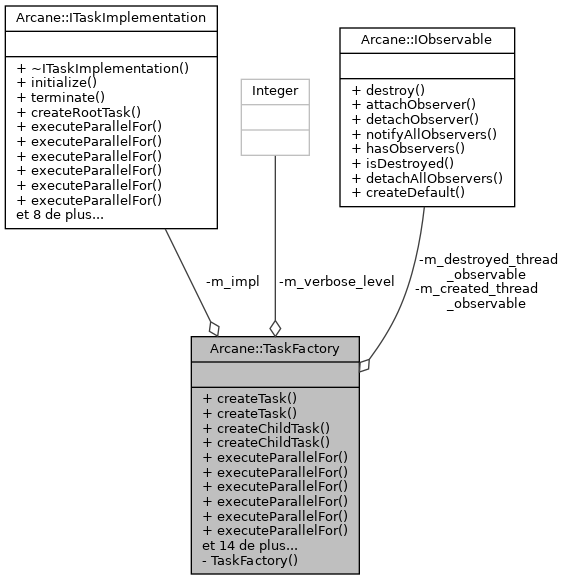 Arcane::ITaskImplementation
+ ~ITaskImplementation()
+ initialize()
+ terminate()
+ createRootTask()
+ executeParallelFor()
+ executeParallelFor()
+ executeParallelFor()
+ executeParallelFor()
+ executeParallelFor()
+ executeParallelFor()
et 8 de plus...
Integer
Arcane::IObservable
+ destroy()
+ attachObserver()
+ detachObserver()
+ notifyAllObservers()
+ hasObservers()
+ isDestroyed()
+ detachAllObservers()
+ createDefault()
-m_impl
-m_verbose_level
-m_destroyed_thread
_observable
-m_created_thread
_observable
Arcane::TaskFactory
+ createTask()
+ createTask()
+ createChildTask()
+ createChildTask()
+ executeParallelFor()
+ executeParallelFor()
+ executeParallelFor()
+ executeParallelFor()
+ executeParallelFor()
+ executeParallelFor()
et 14 de plus...
- TaskFactory()